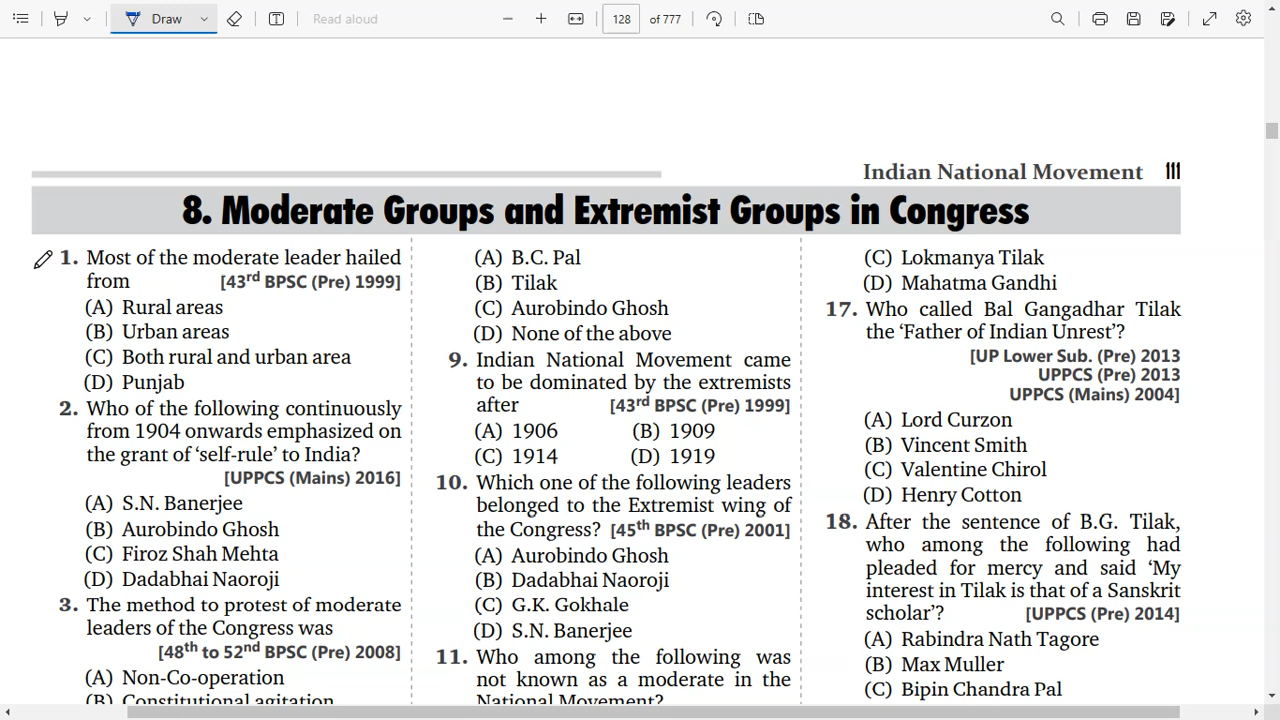 Draw
Read aloud
128
of 777
Indian National Movement 111
8. Moderate Groups and Extremist Groups in Congress
1. Most of the moderate leader hailed
from [43rd BPSC (Pre) 1999]
(A) Rural areas
(B) Urban areas
(C) Both rural and urban area
(D) Punjab
2. Who of the following continuously
from 1904 onwards emphasized on
the grant of ‘self-rule’ to India?
[UPPCS (Mains) 2016]
(A) S.N. Banerjee
(B) Aurobindo Ghosh
(C) Firoz Shah Mehta
(D) Dadabhai Naoroji
3. The method to protest of moderate
leaders of the Congress was
[48th to 52nd BPSC (Pre) 2008]
(A) Non-Co-operation
(B) Constitutional agitation
(A) B.C. Pal
(B) Tilak
(C) Aurobindo Ghosh
(D) None of the above
9. Indian National Movement came
to be dominated by the extremists
after [43rd BPSC (Pre) 1999]
(A) 1906 (B) 1909
(C) 1914 (D) 1919
10. Which one of the following leaders
belonged to the Extremist wing of
the Congress? [45th BPSC (Pre) 2001]
(A) Aurobindo Ghosh
(B) Dadabhai Naoroji
(C) G.K. Gokhale
(D) S.N. Banerjee
11. Who among the following was
not known as a moderate in the
National Movement?
(C) Lokmanya Tilak
(D) Mahatma Gandhi
17. Who called Bal Gangadhar Tilak
the ‘Father of Indian Unrest’?
[UP Lower Sub. (Pre) 2013
UPPCS (Pre) 2013
UPPCS (Mains) 2004]
(A) Lord Curzon
(B) Vincent Smith
(C) Valentine Chirol
(D) Henry Cotton
18. After the sentence of B.G. Tilak,
who among the following had
pleaded for mercy and said ‘My
interest in Tilak is that of a Sanskrit
scholar’? [UPPCS (Pre) 2014]
(A) Rabindra Nath Tagore
(B) Max Muller
(C) Bipin Chandra Pal